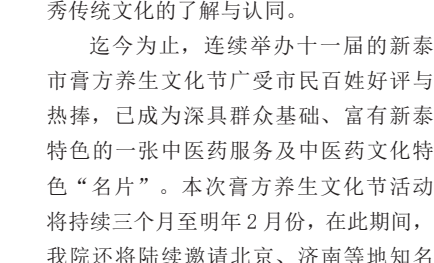 秀传统文化的了解与认同。
迄今为止，连续举办十一届的新泰
市膏方养生文化节广受市民百姓好评与
热捧，已成为深具群众基础、富有新泰
特色的一张中医药服务及中医药文化特
色“名片”。本次膏方养生文化节活动
将持续三个月至明年2月份，在此期间，
我院还将陆续邀请北京、济南等地知名